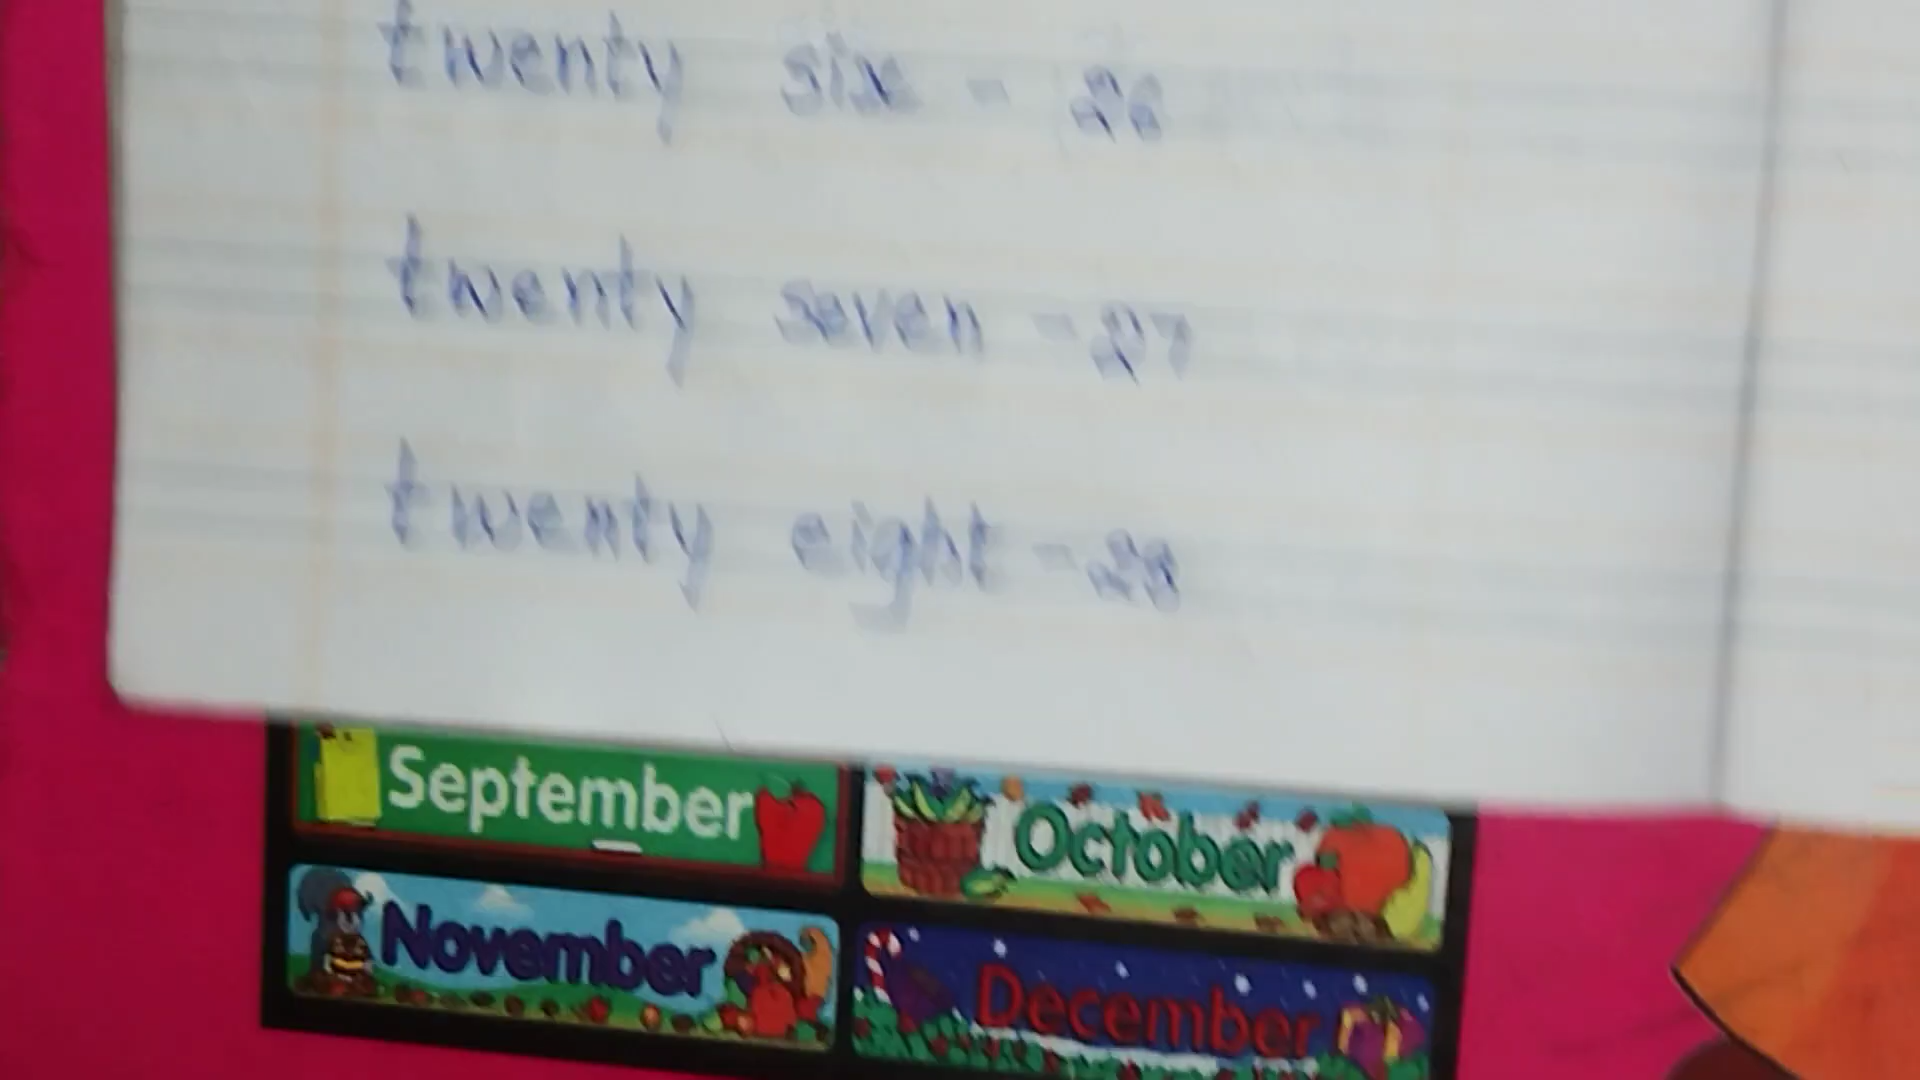 twenty six - 26
twenty seven - 27
twenty eight - 28
September
October
November
December